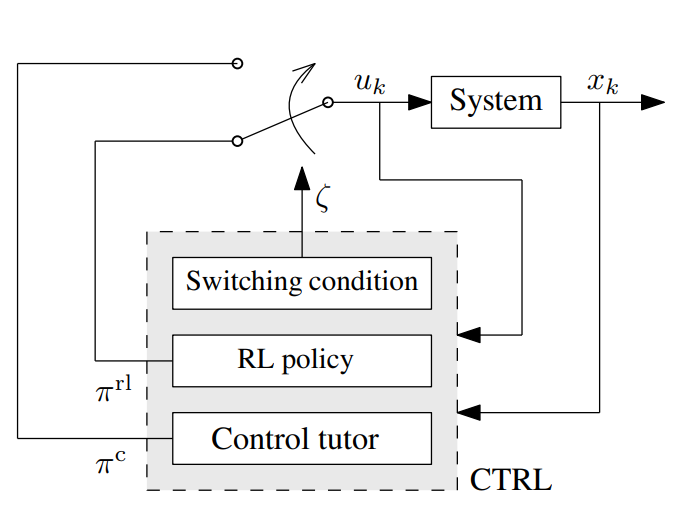 u_k
System
x_k
ζ
Switching condition
RL policy
π^rl
Control tutor
π^c
CTRL